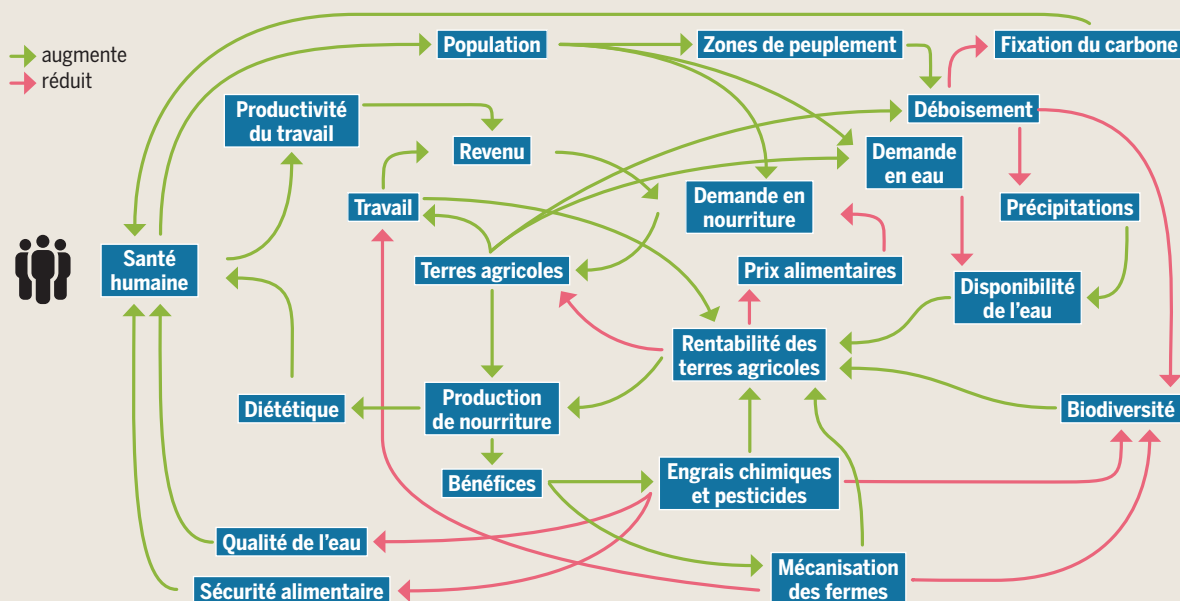 augmente
réduit
Population
Zones de peuplement
Fixation du carbone
Productivité
du travail
Revenu
Déboisement
Demande
en eau
Travail
Demande en
nourriture
Précipitations
Santé
humaine
Terres agricoles
Prix alimentaires
Disponibilité
de l'eau
Rentabilité des
terres agricoles
Diététique
Production
de nourriture
Biodiversité
Bénéfices
Engrais chimiques
et pesticides
Qualité de l'eau
Sécurité alimentaire
Mécanisation
des fermes